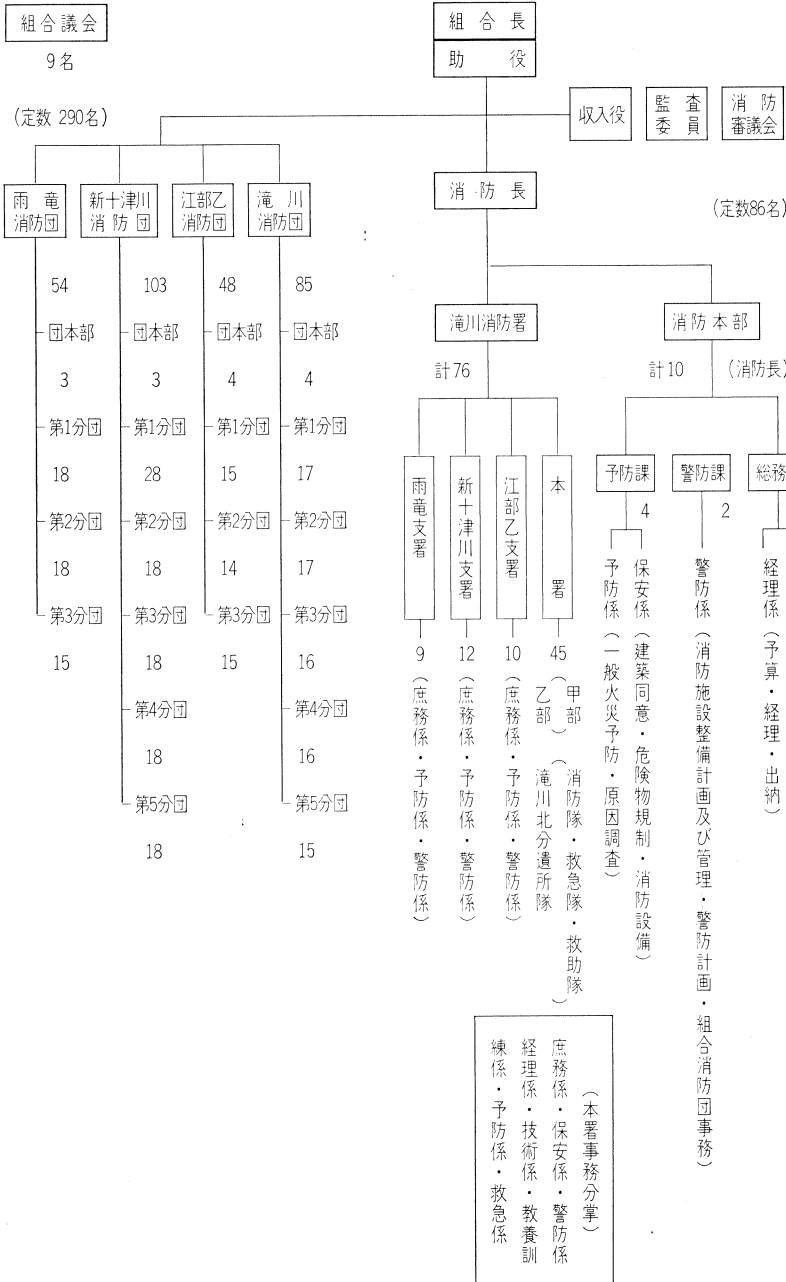 組合議会
9名
組合長
助役
収入役
監査
委員
消防
審議会
(定数 290名)
消防長
(定数86名)
雨竜
消防団
新十津川
消防団
江部乙
消防団
滝川
消防団
54
103
48
85
団本部
団本部
団本部
団本部
3
3
4
4
第1分団
第1分団
第1分団
第1分団
18
28
15
17
第2分団
第2分団
第2分団
第2分団
18
18
14
17
第3分団
第3分団
第3分団
第3分団
15
18
15
16
第4分団
第4分団
18
16
第5分団
第5分団
18
15
滝川消防署
計76
消防本部
計10
(消防長)
総務
経理係(予算・経理・出納)
警防課
2
警防係(消防施設整備計画及び管理・警防計画・組合消防団事務)
予防課
4
保安係(建築同意・危険物規制・消防設備)
予防係(一般火災予防・原因調査)
本署
45
(甲部
乙部)
(消防隊・救急隊・救助隊
滝川北分遺所隊)
江部乙支署
10
(庶務係・予防係・警防係)
新十津川支署
12
(庶務係・予防係・警防係)
雨竜支署
9
(庶務係・予防係・警防係)
(本署事務分掌)
庶務係・保安係・警防係
経理係・技術係・教養訓
練係・予防係・救急係